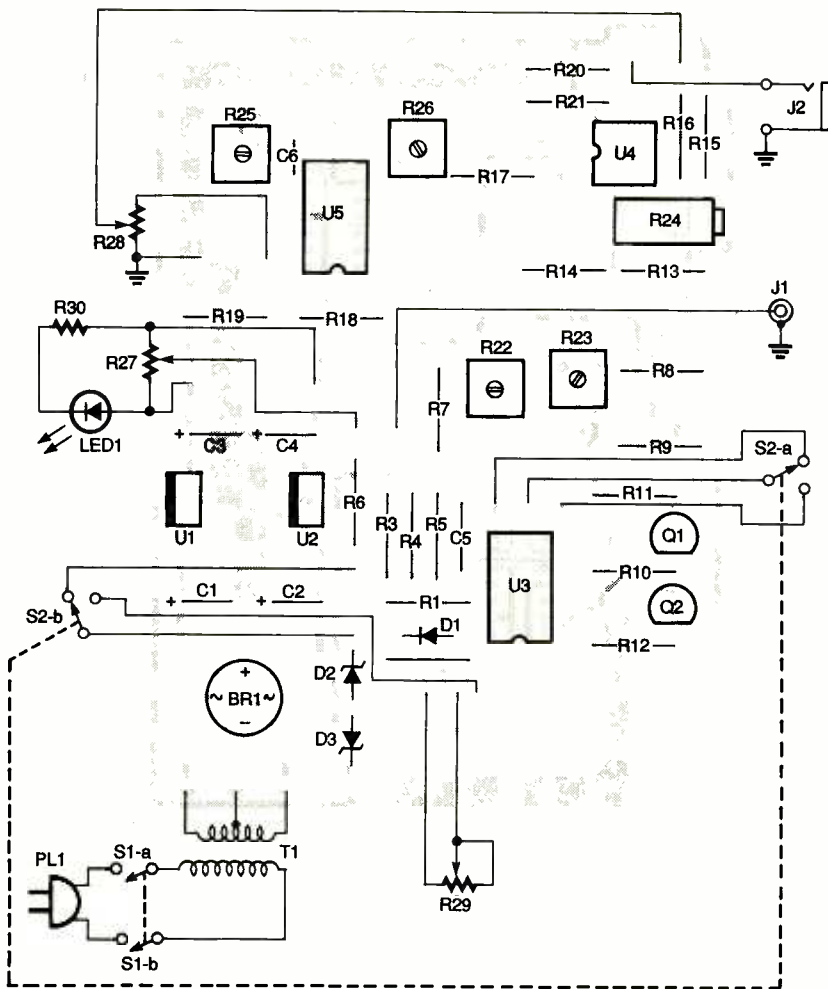 R20
R21
J2
R25
R26
R16
R15
C6
U4
R17
U5
R24
R28
R14
R13
J1
R30
R19
R18
R22
R23
R27
R8
R7
LED1
+ C3
+ C4
R9
S2-a
R6
R11
R3
R4
R5
C5
Q1
U1
U2
U3
R10
S2-b
+ C1
+ C2
R1
Q2
D1
R12
D2
+
~ BR1 ~
−
D3
T1
PL1
S1-a
R29
S1-b